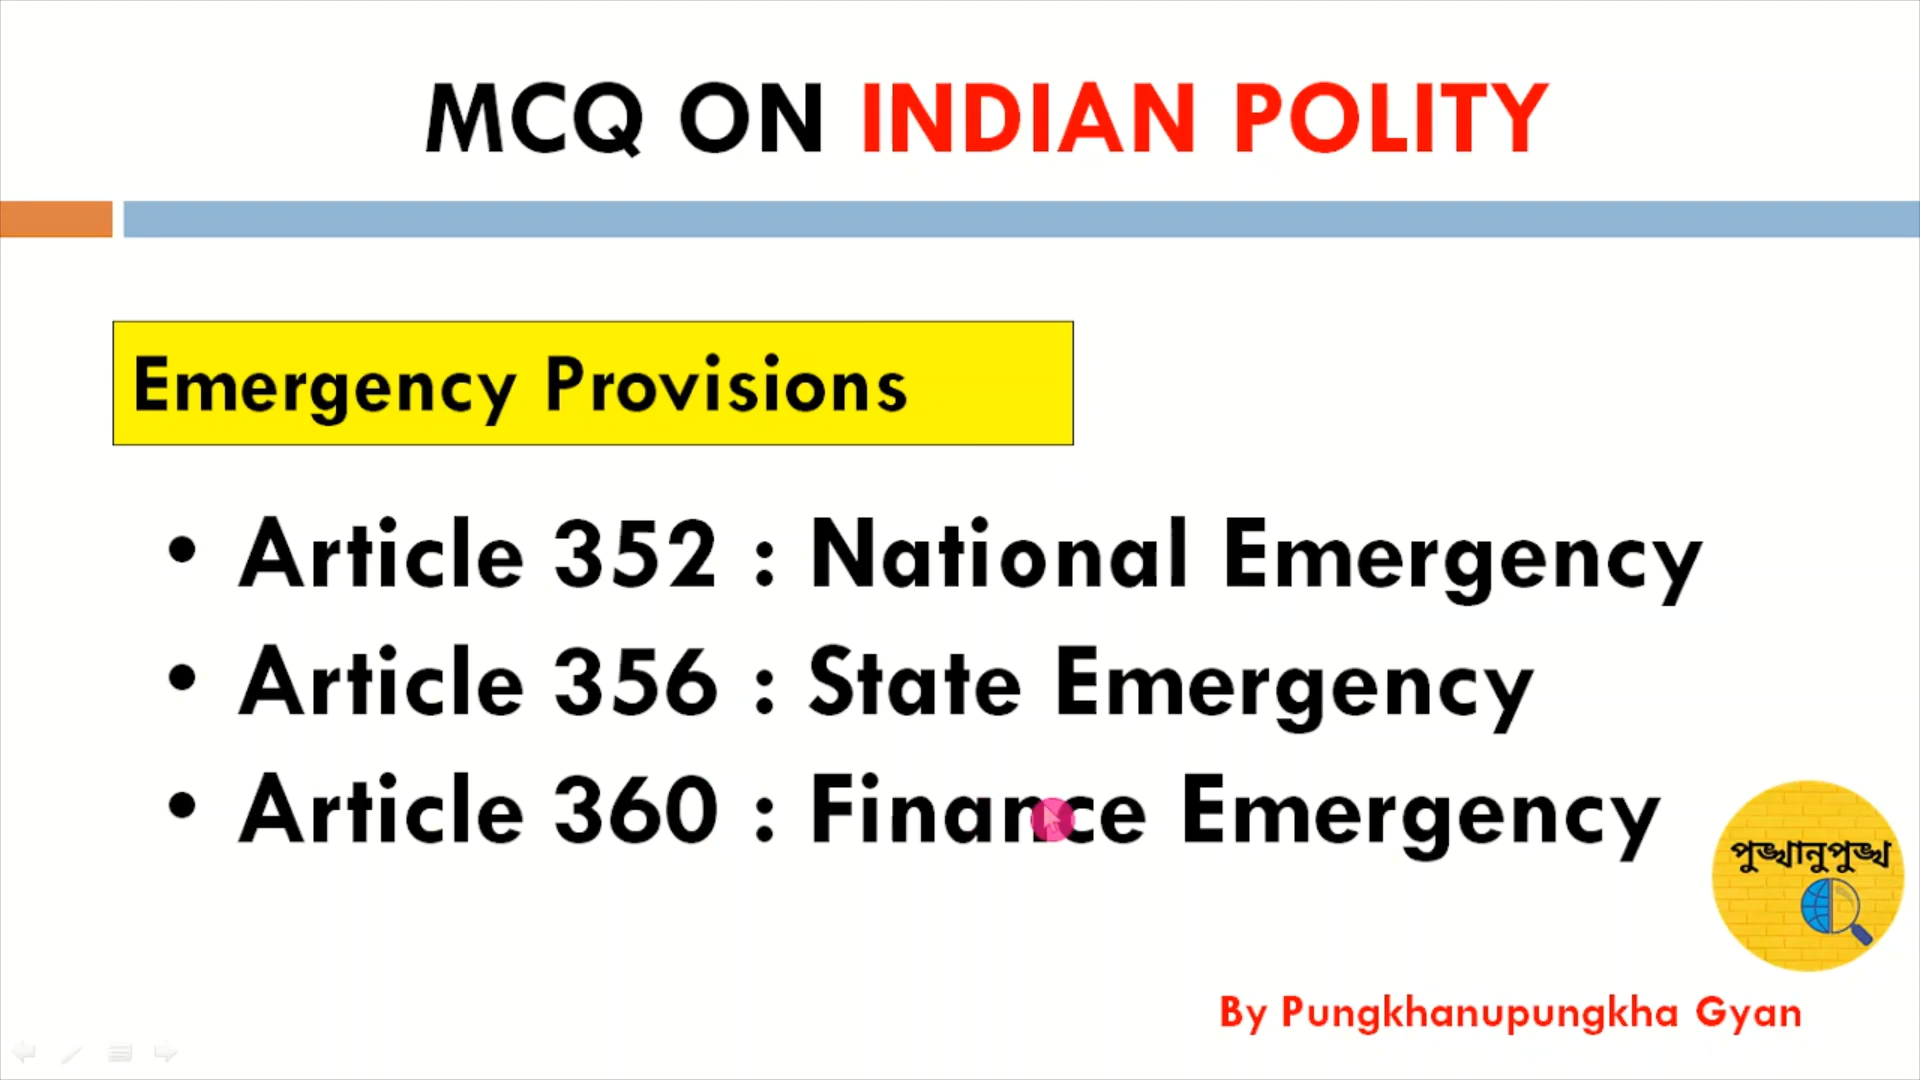 MCQ ON INDIAN POLITY
Emergency Provisions
• Article 352 : National Emergency
• Article 356 : State Emergency
• Article 360 : Finance Emergency
পুঙ্খানুপুঙ্খ
By Pungkhanupungkha Gyan